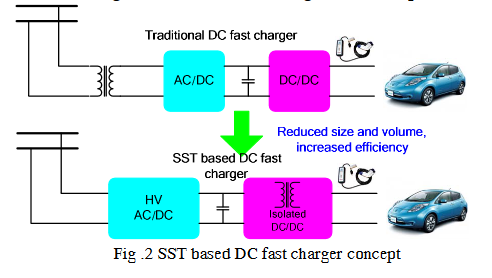 Traditional DC fast charger
AC/DC
DC/DC
Reduced size and volume,
increased efficiency
SST based DC fast
charger
HV
AC/DC
Isolated
DC/DC
Fig .2 SST based DC fast charger concept